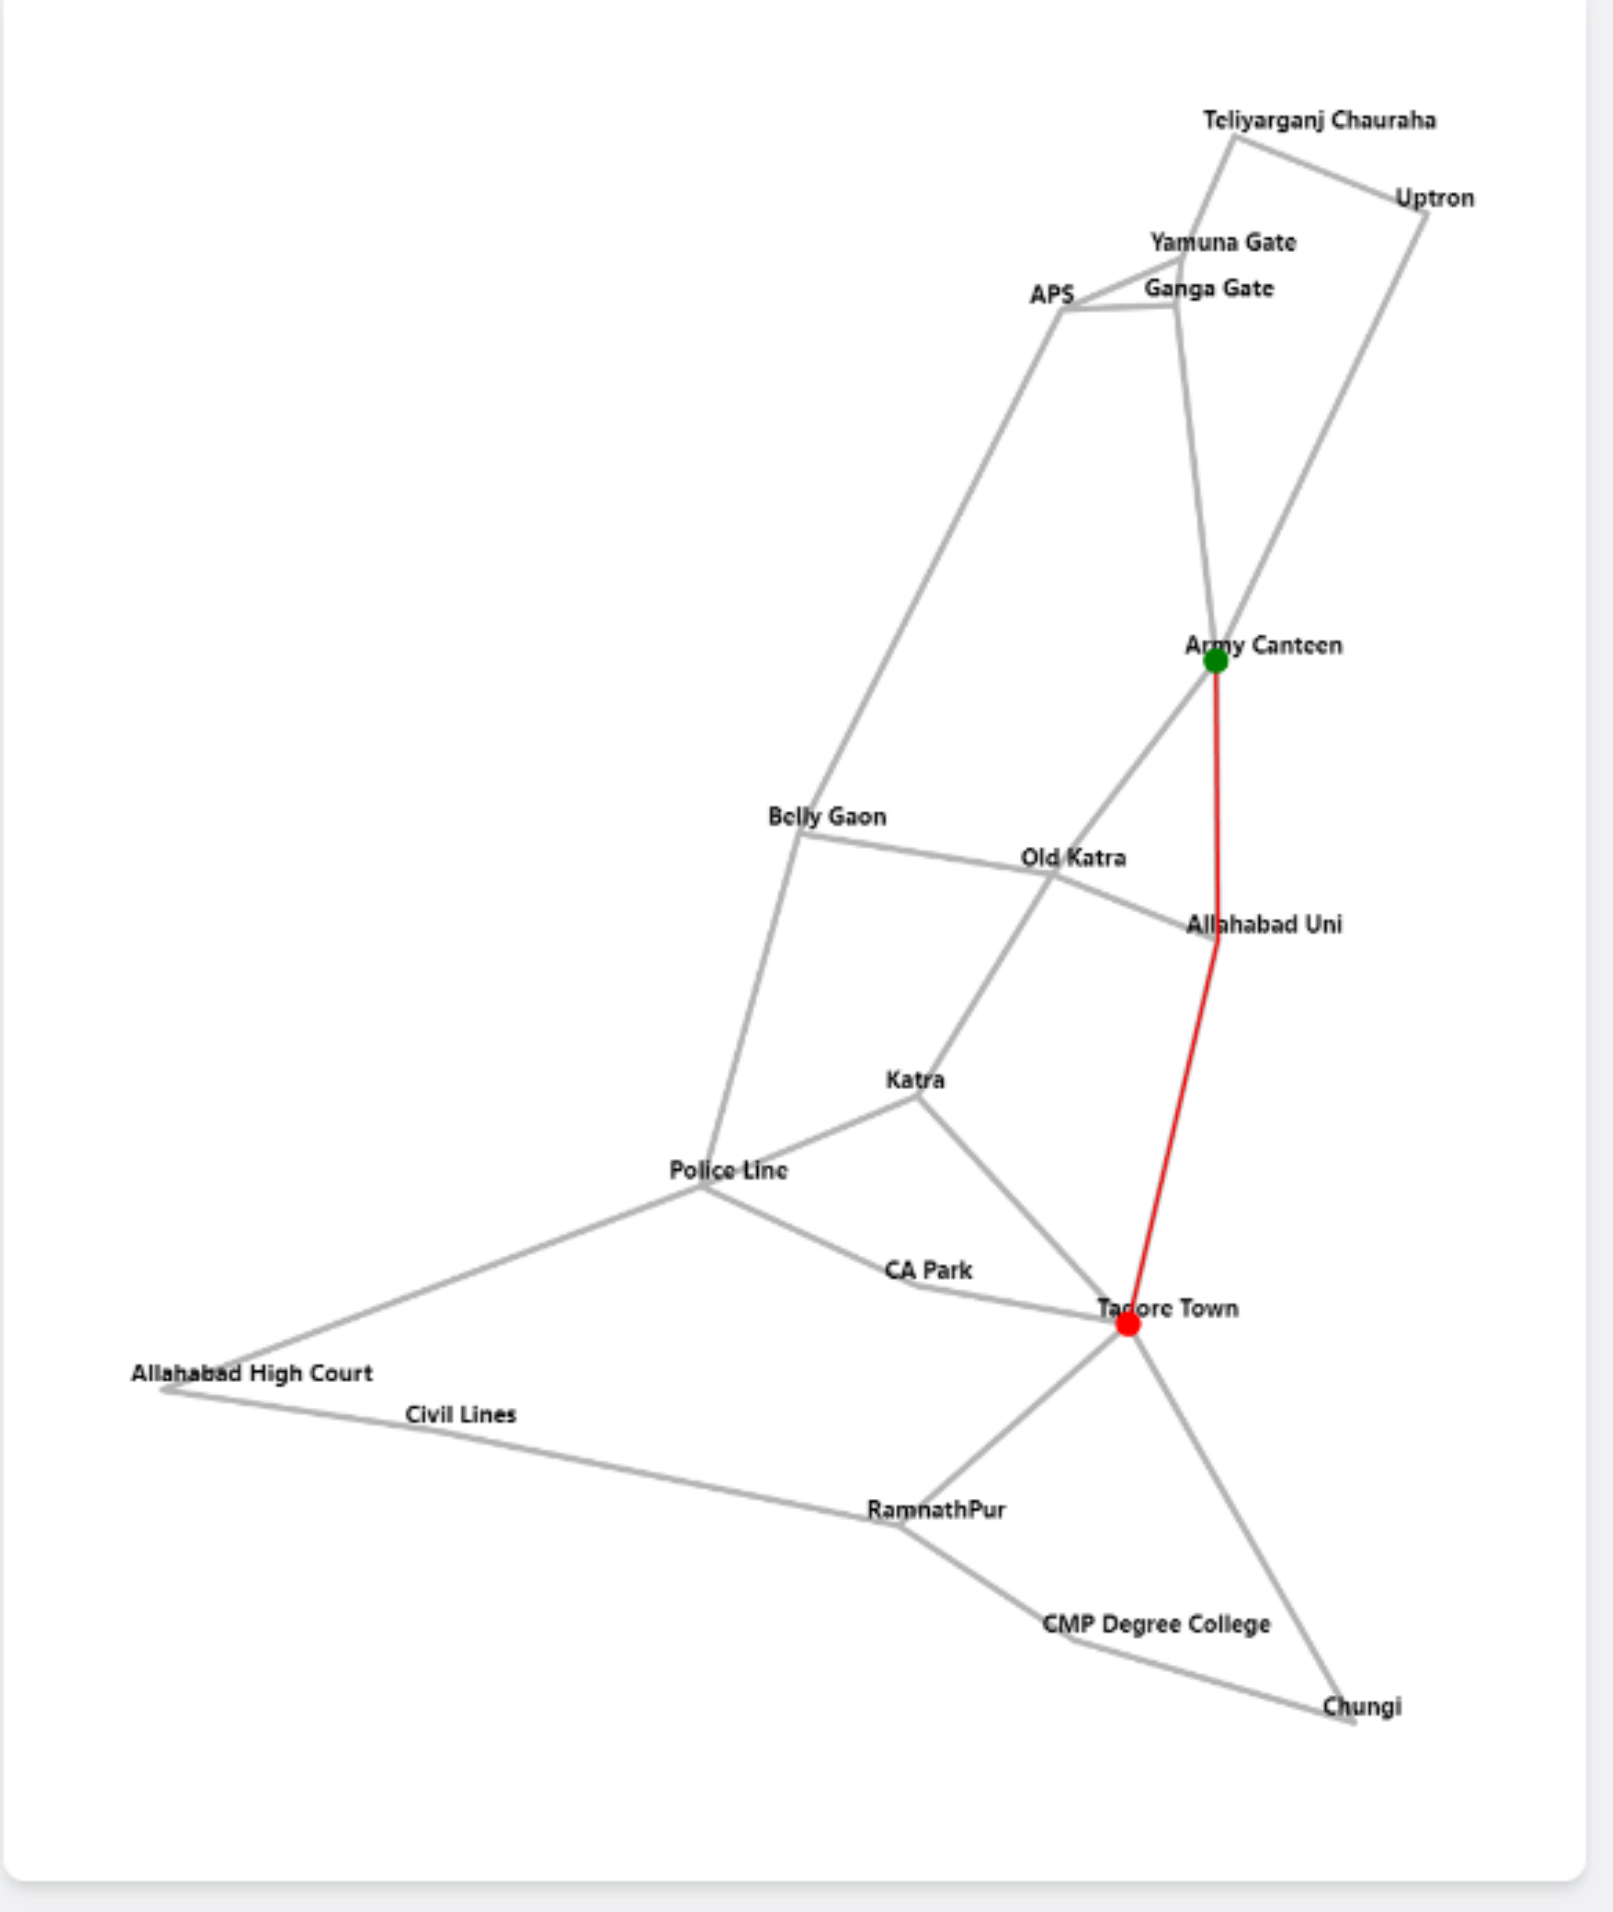 Teliyarganj Chauraha
Uptron
Yamuna Gate
Ganga Gate
APS
Army Canteen
Belly Gaon
Old Katra
Allahabad Uni
Katra
Police Line
CA Park
Tagore Town
Allahabad High Court
Civil Lines
RamnathPur
CMP Degree College
Chungi